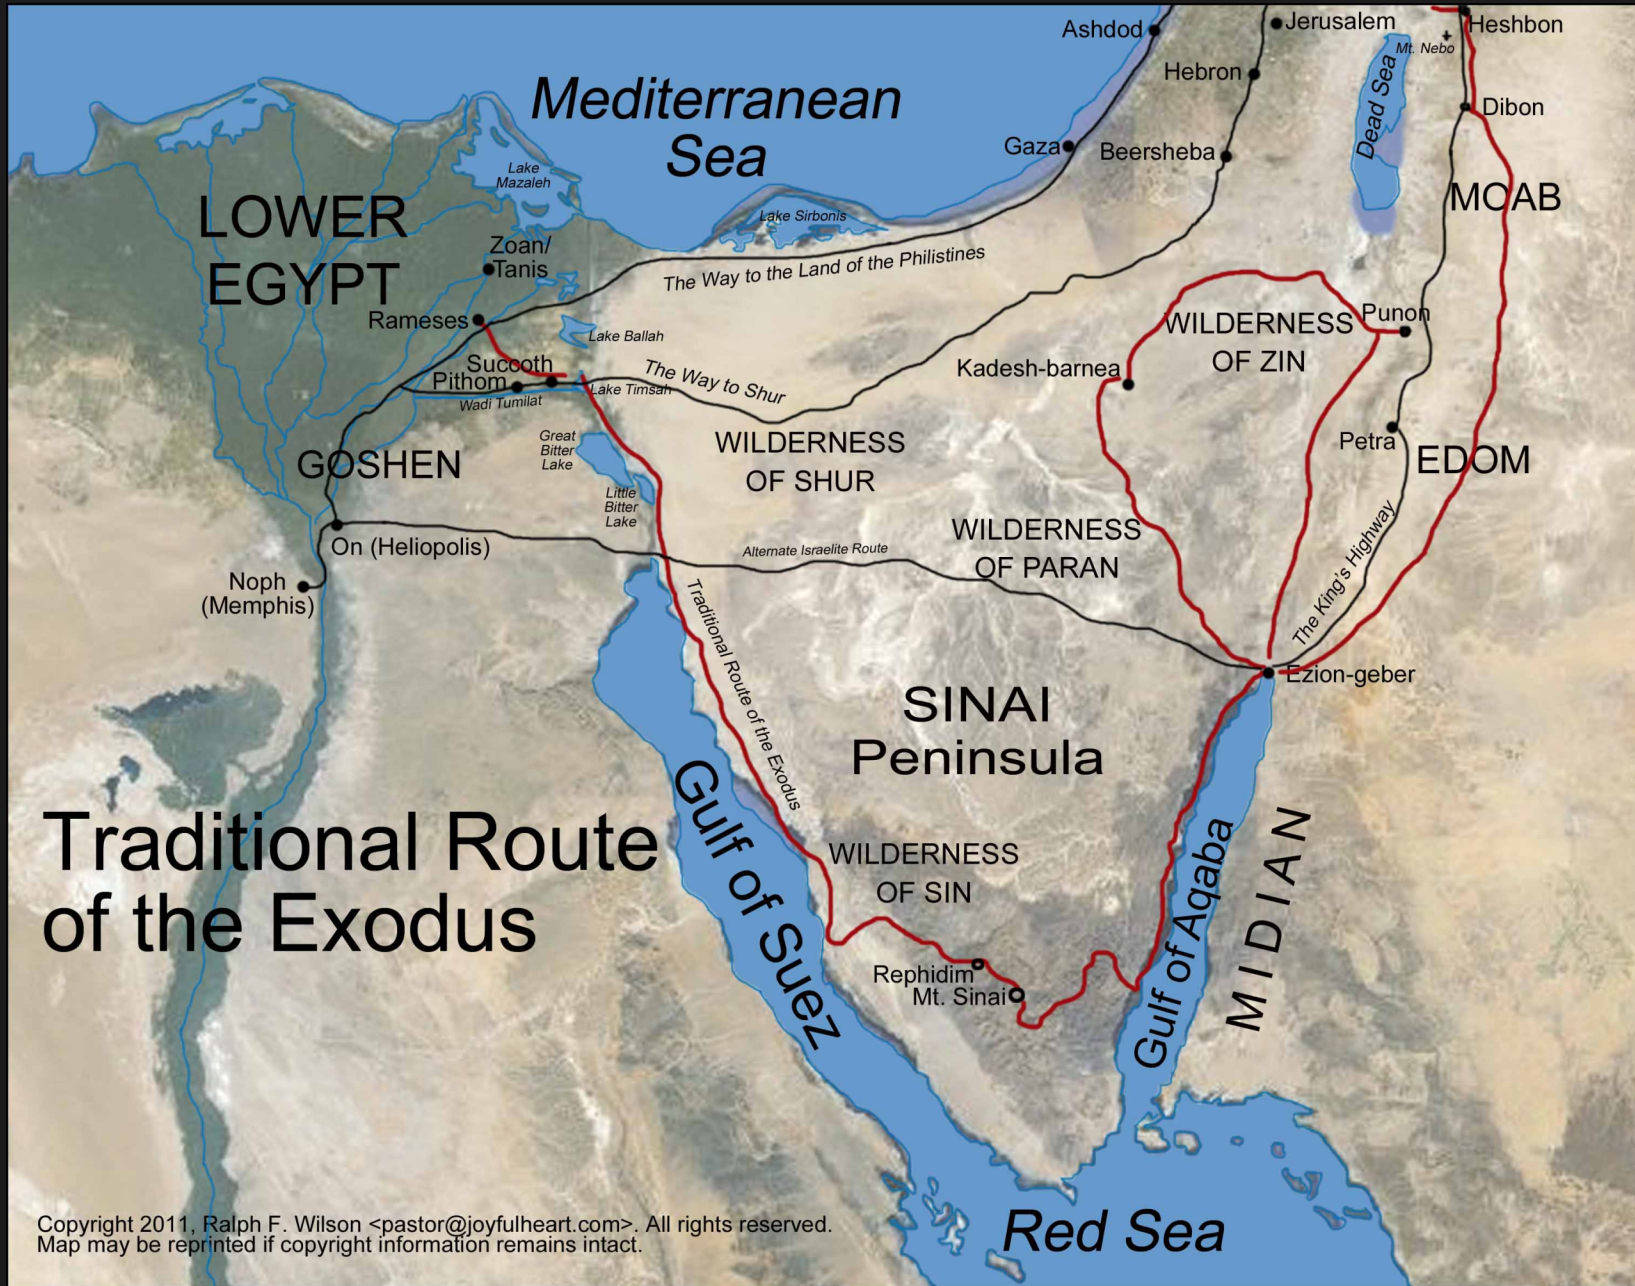 Ashdod
Jerusalem
Heshbon
Mt. Nebo
Hebron
Dead Sea
Dibon
Mediterranean
Sea
Gaza
Beersheba
Lake
Mazaleh
MOAB
LOWER
EGYPT
Lake Sirbonis
Zoan/
Tanis
The Way to the Land of the Philistines
Rameses
Punon
WILDERNESS
OF ZIN
Lake Ballah
Succoth
Pithom
Kadesh-barnea
The Way to Shur
Lake Timsah
Wadi Tumilat
Petra
WILDERNESS
OF SHUR
Great
Bitter
Lake
GOSHEN
EDOM
Little
Bitter
Lake
WILDERNESS
OF PARAN
The King's Highway
On (Heliopolis)
Alternate Israelite Route
Noph
(Memphis)
Traditional Route of the Exodus
Ezion-geber
SINAI
Peninsula
Gulf of Suez
Traditional Route
of the Exodus
WILDERNESS
OF SIN
Gulf of Aqaba
MIDIAN
Rephidim
Mt. Sinai
Red Sea
Copyright 2011, Ralph F. Wilson <pastor@joyfulheart.com>. All rights reserved.
Map may be reprinted if copyright information remains intact.